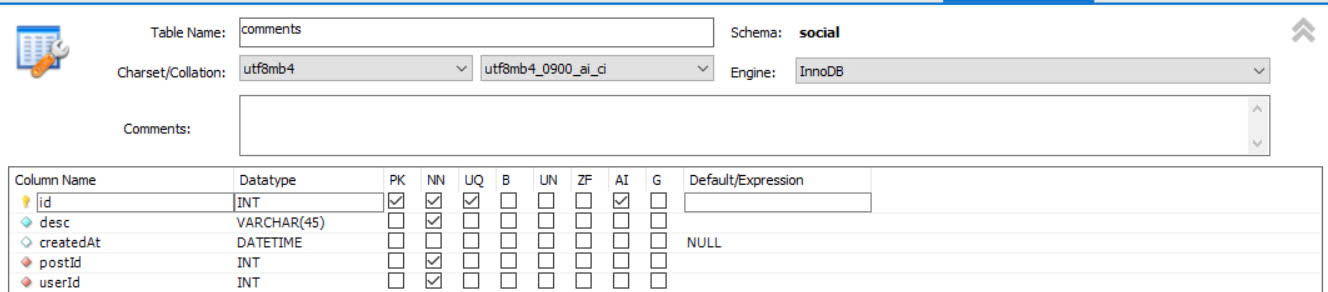 Table Name: comments Schema: social
Charset/Collation: utf8mb4 utf8mb4_0900_ai_ci Engine: InnoDB
Comments:
Column Name Datatype PK NN UQ B UN ZF AI G Default/Expression
id INT
desc VARCHAR(45)
createdAt DATETIME NULL
postId INT
userId INT